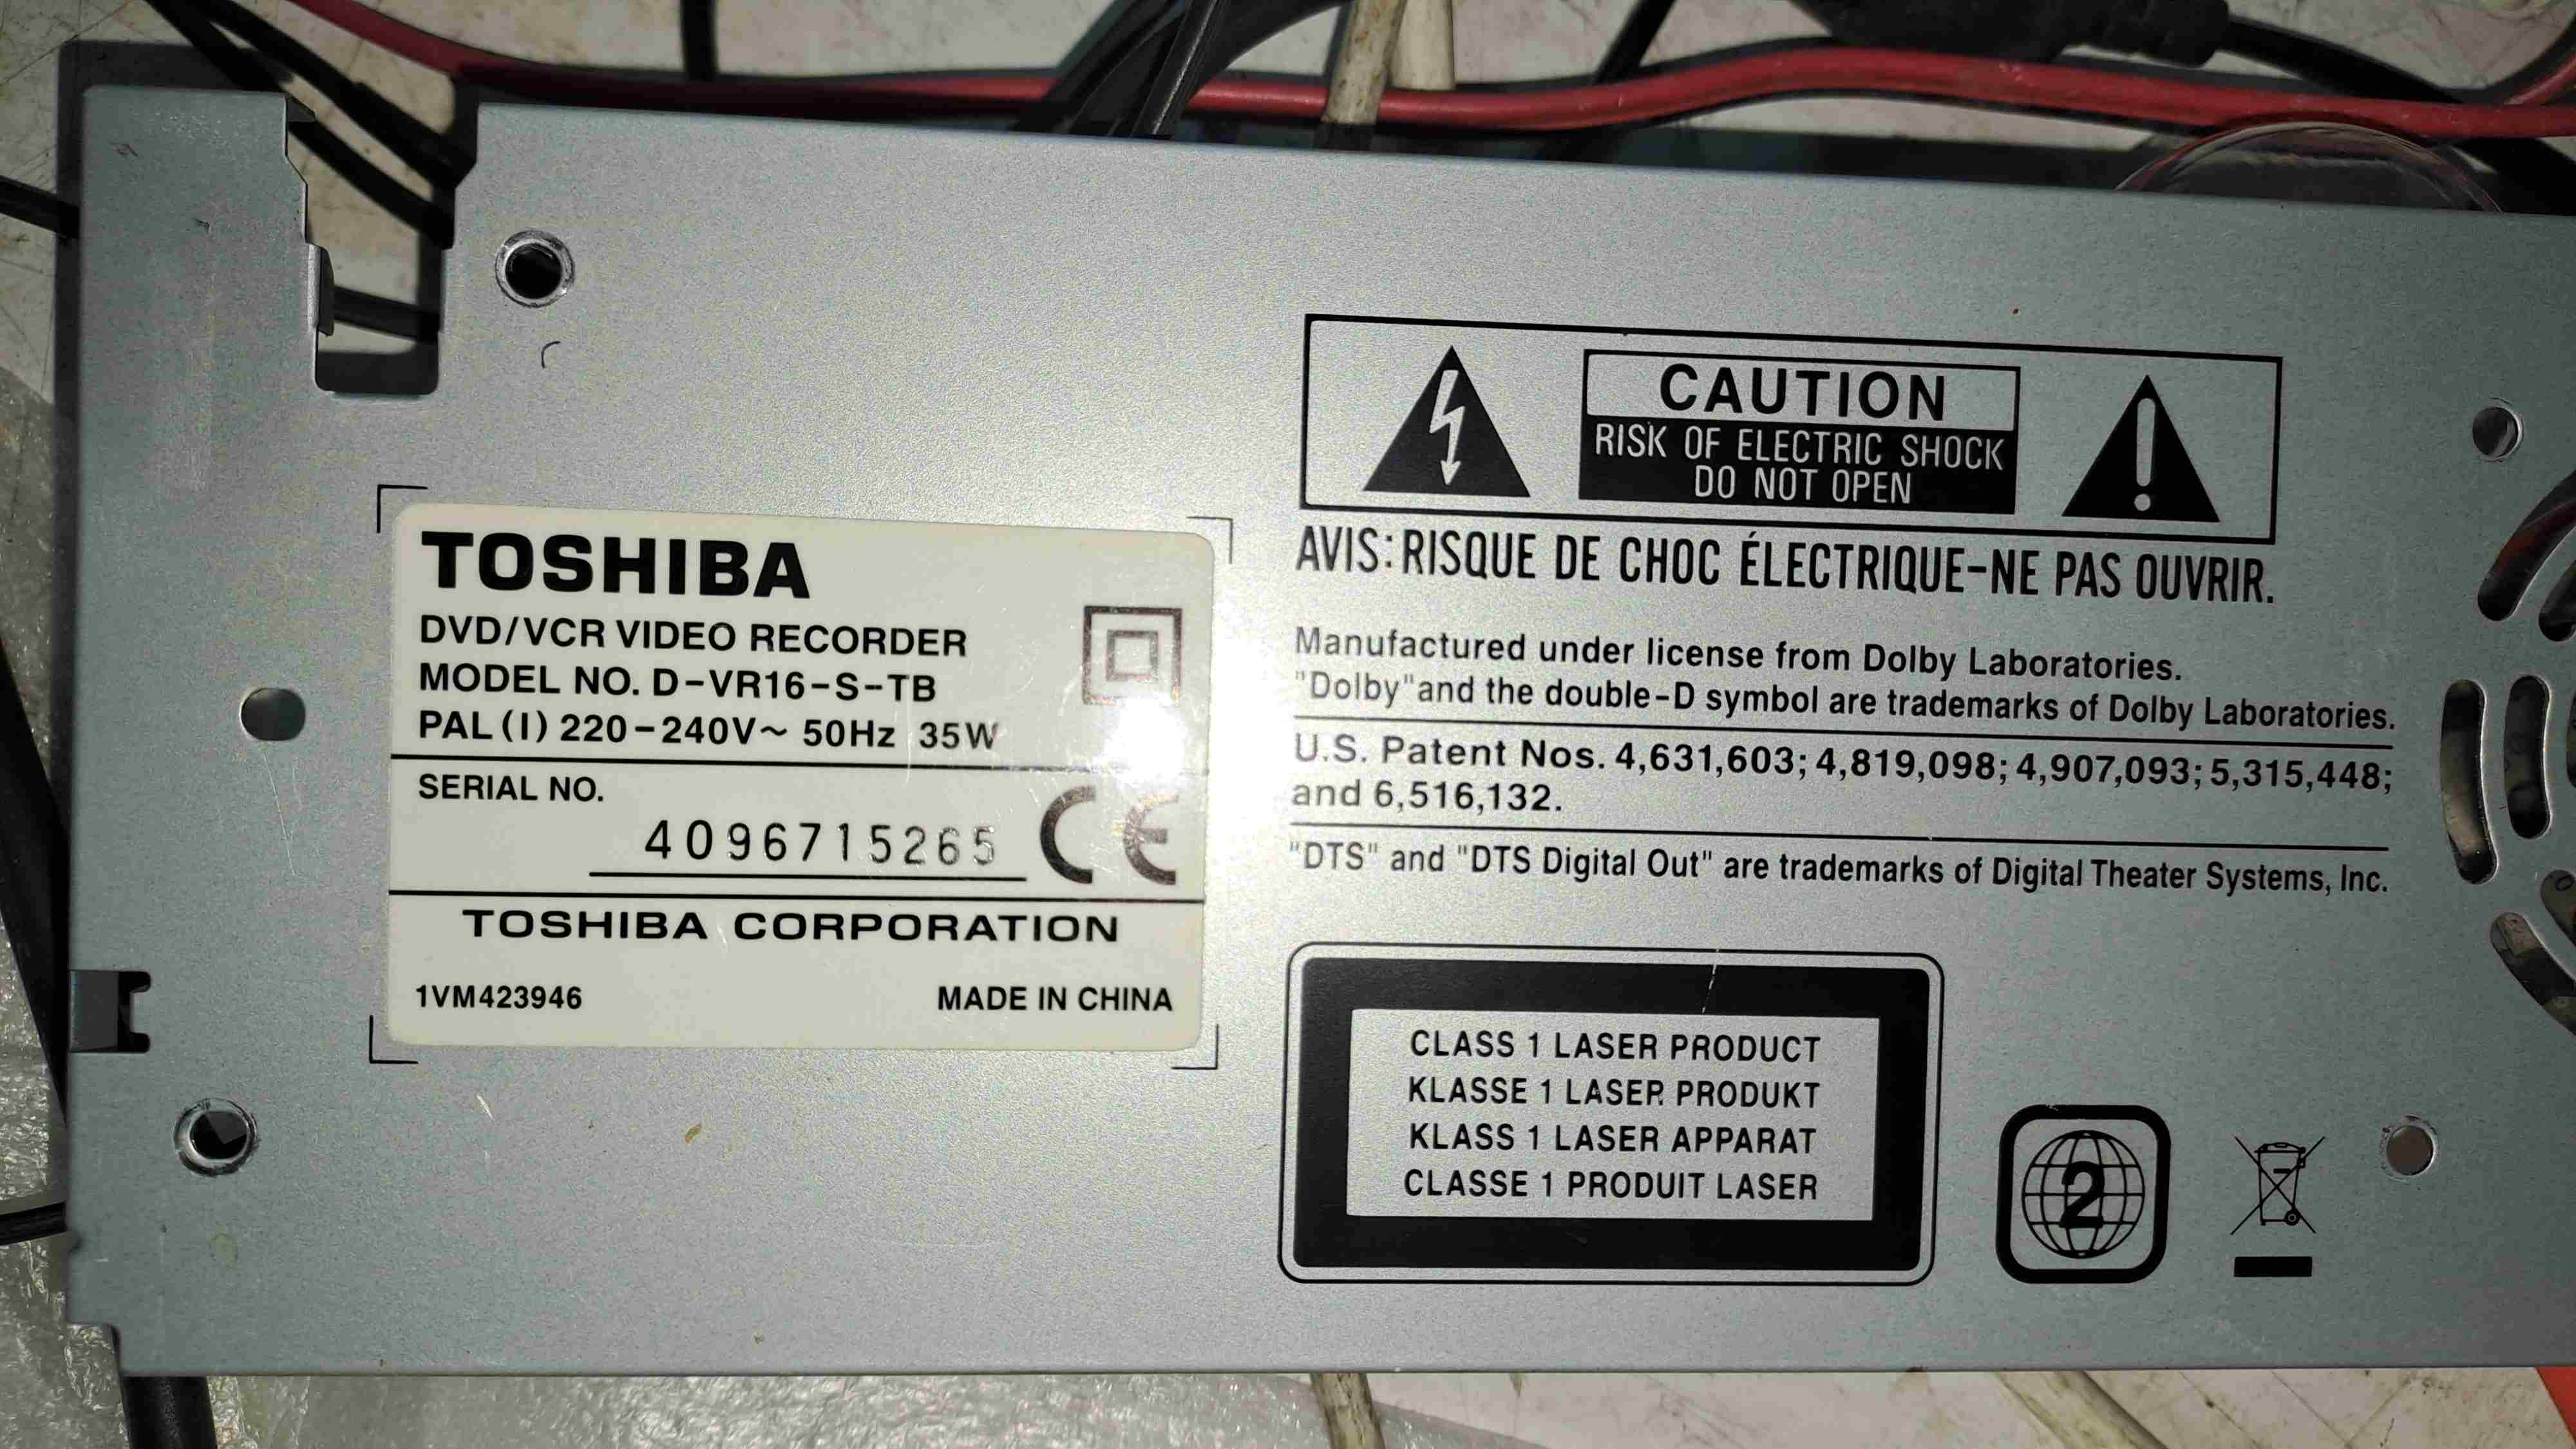 TOSHIBA
DVD/VCR VIDEO RECORDER
MODEL NO. D-VR16-S-TB
PAL(I) 220-240V~ 50Hz 35W
SERIAL NO.
4096715265
CE
TOSHIBA CORPORATION
1VM423946 MADE IN CHINA
CAUTION
RISK OF ELECTRIC SHOCK
DO NOT OPEN
AVIS:RISQUE DE CHOC ÉLECTRIQUE-NE PAS OUVRIR.
Manufactured under license from Dolby Laboratories.
"Dolby"and the double-D symbol are trademarks of Dolby Laboratories.
U.S. Patent Nos. 4,631,603; 4,819,098; 4,907,093; 5,315,448;
and 6,516,132.
"DTS" and "DTS Digital Out" are trademarks of Digital Theater Systems, Inc.
CLASS 1 LASER PRODUCT
KLASSE 1 LASER PRODUKT
KLASS 1 LASER APPARAT
CLASSE 1 PRODUIT LASER
2